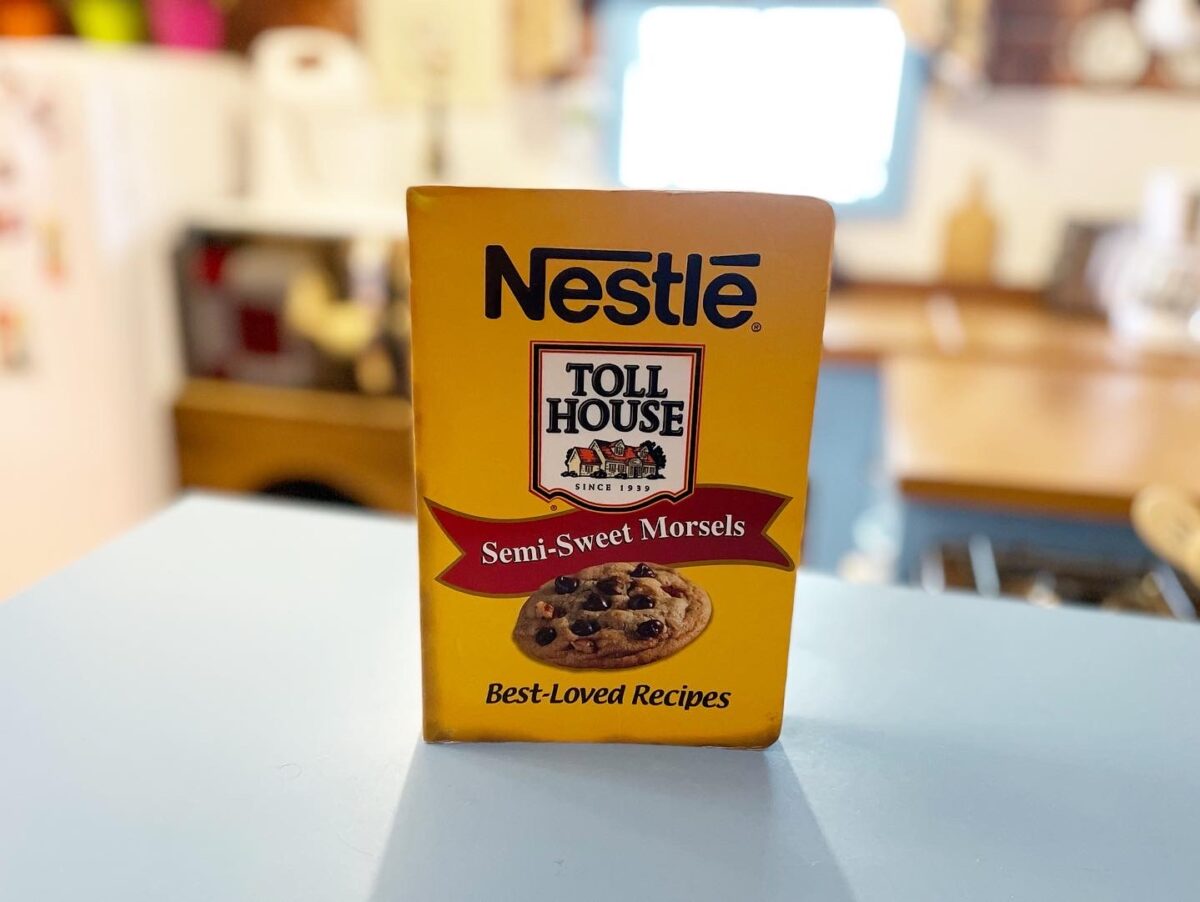 Nestlé
®
TOLL
HOUSE
SINCE 1939
®
Semi-Sweet Morsels
Best-Loved Recipes